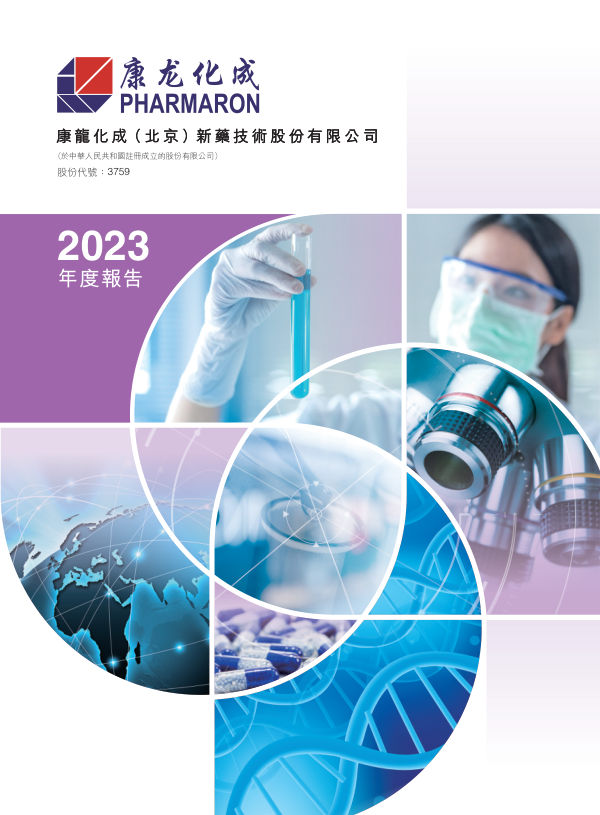 康龙化成
PHARMARON
康龍化成（北京）新藥技術股份有限公司
（於中華人民共和國註冊成立的股份有限公司）
股份代號：3759
2023
年度報告